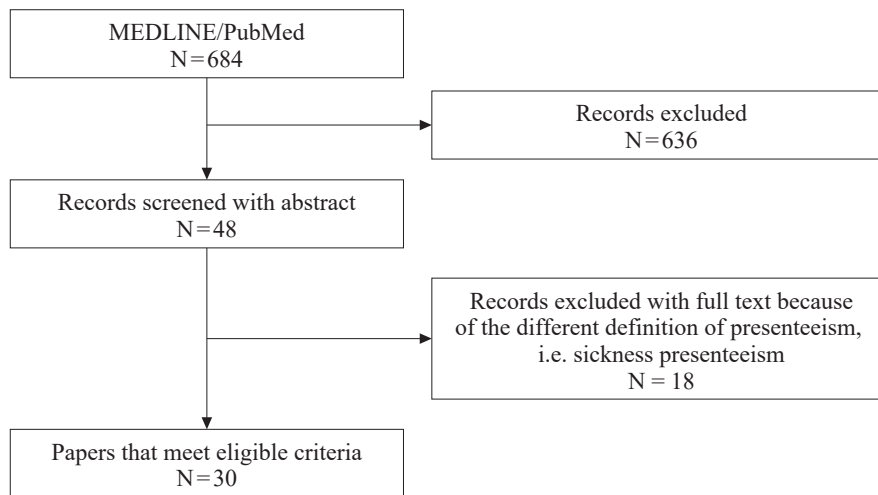 MEDLINE/PubMed
N=684
Records excluded
N=636
Records screened with abstract
N=48
Records excluded with full text because
of the different definition of presenteeism,
i.e. sickness presenteeism
N = 18
Papers that meet eligible criteria
N=30